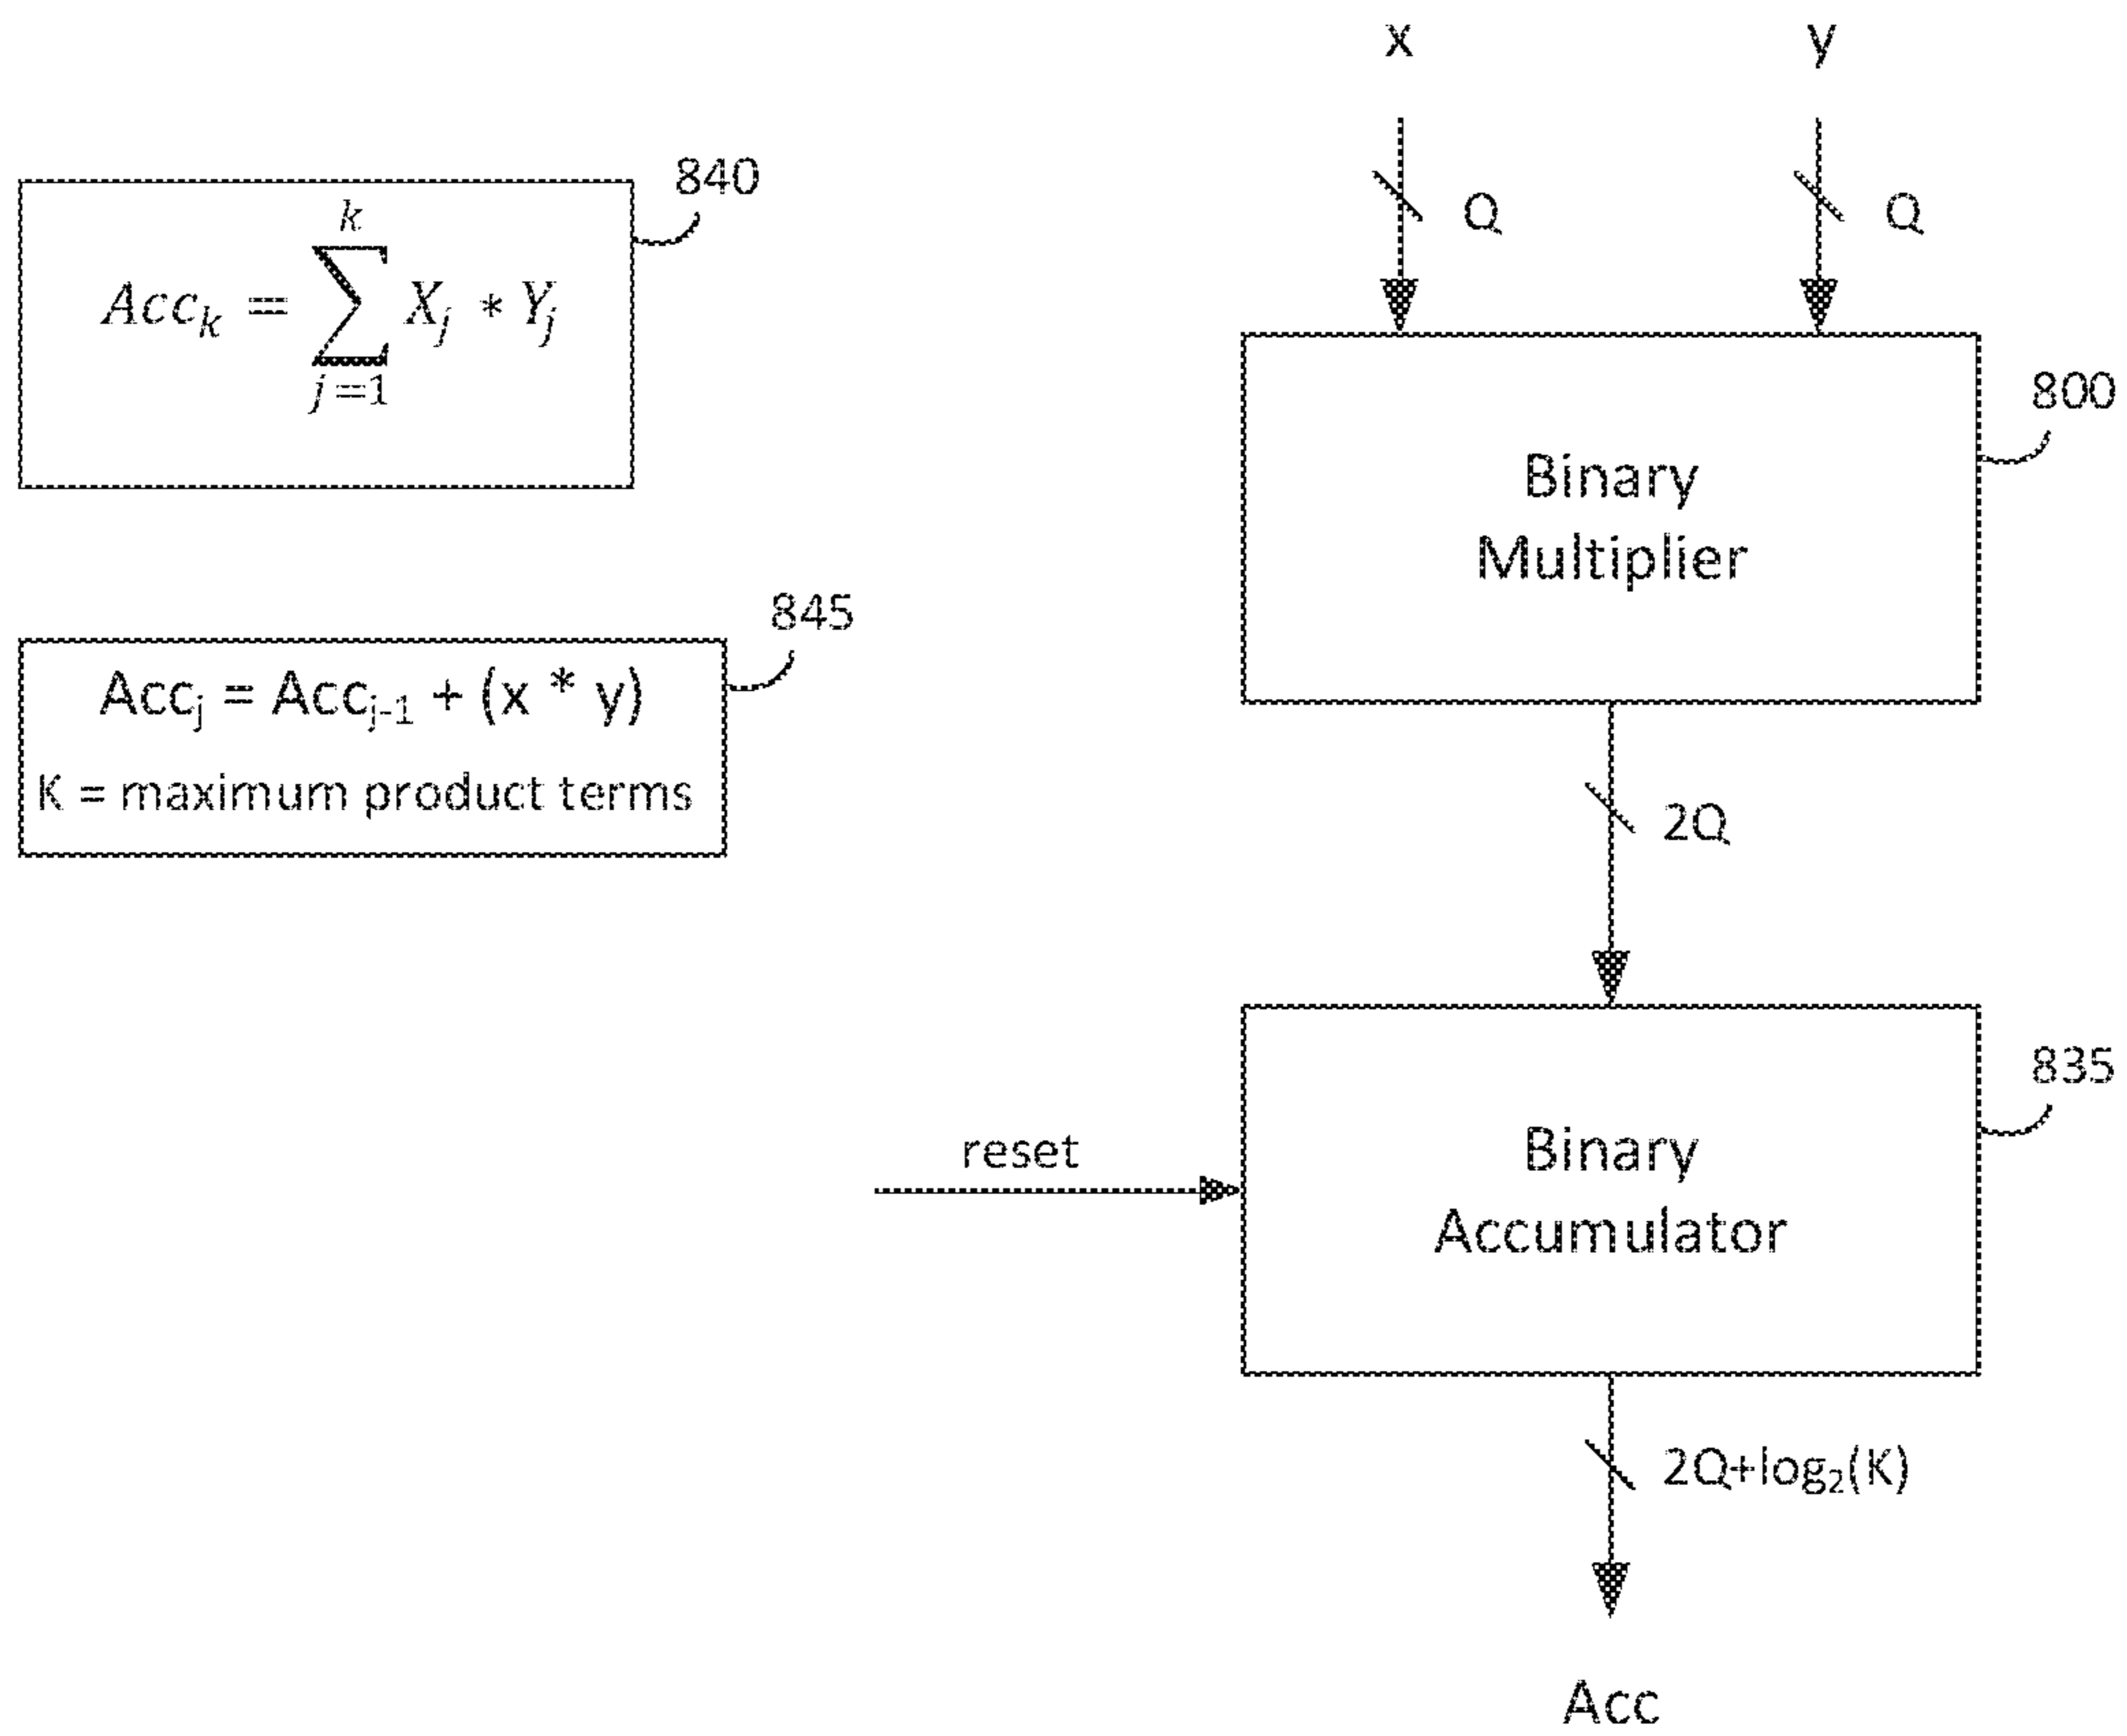 x
y
Q
Q
840
k
Acc_k = ∑ X_j * Y_j
j=1
800
Binary
Multiplier
845
Acc_j = Acc_{j-1} + (x * y)
K = maximum product terms
2Q
835
reset
Binary
Accumulator
2Q+log₂(K)
Acc